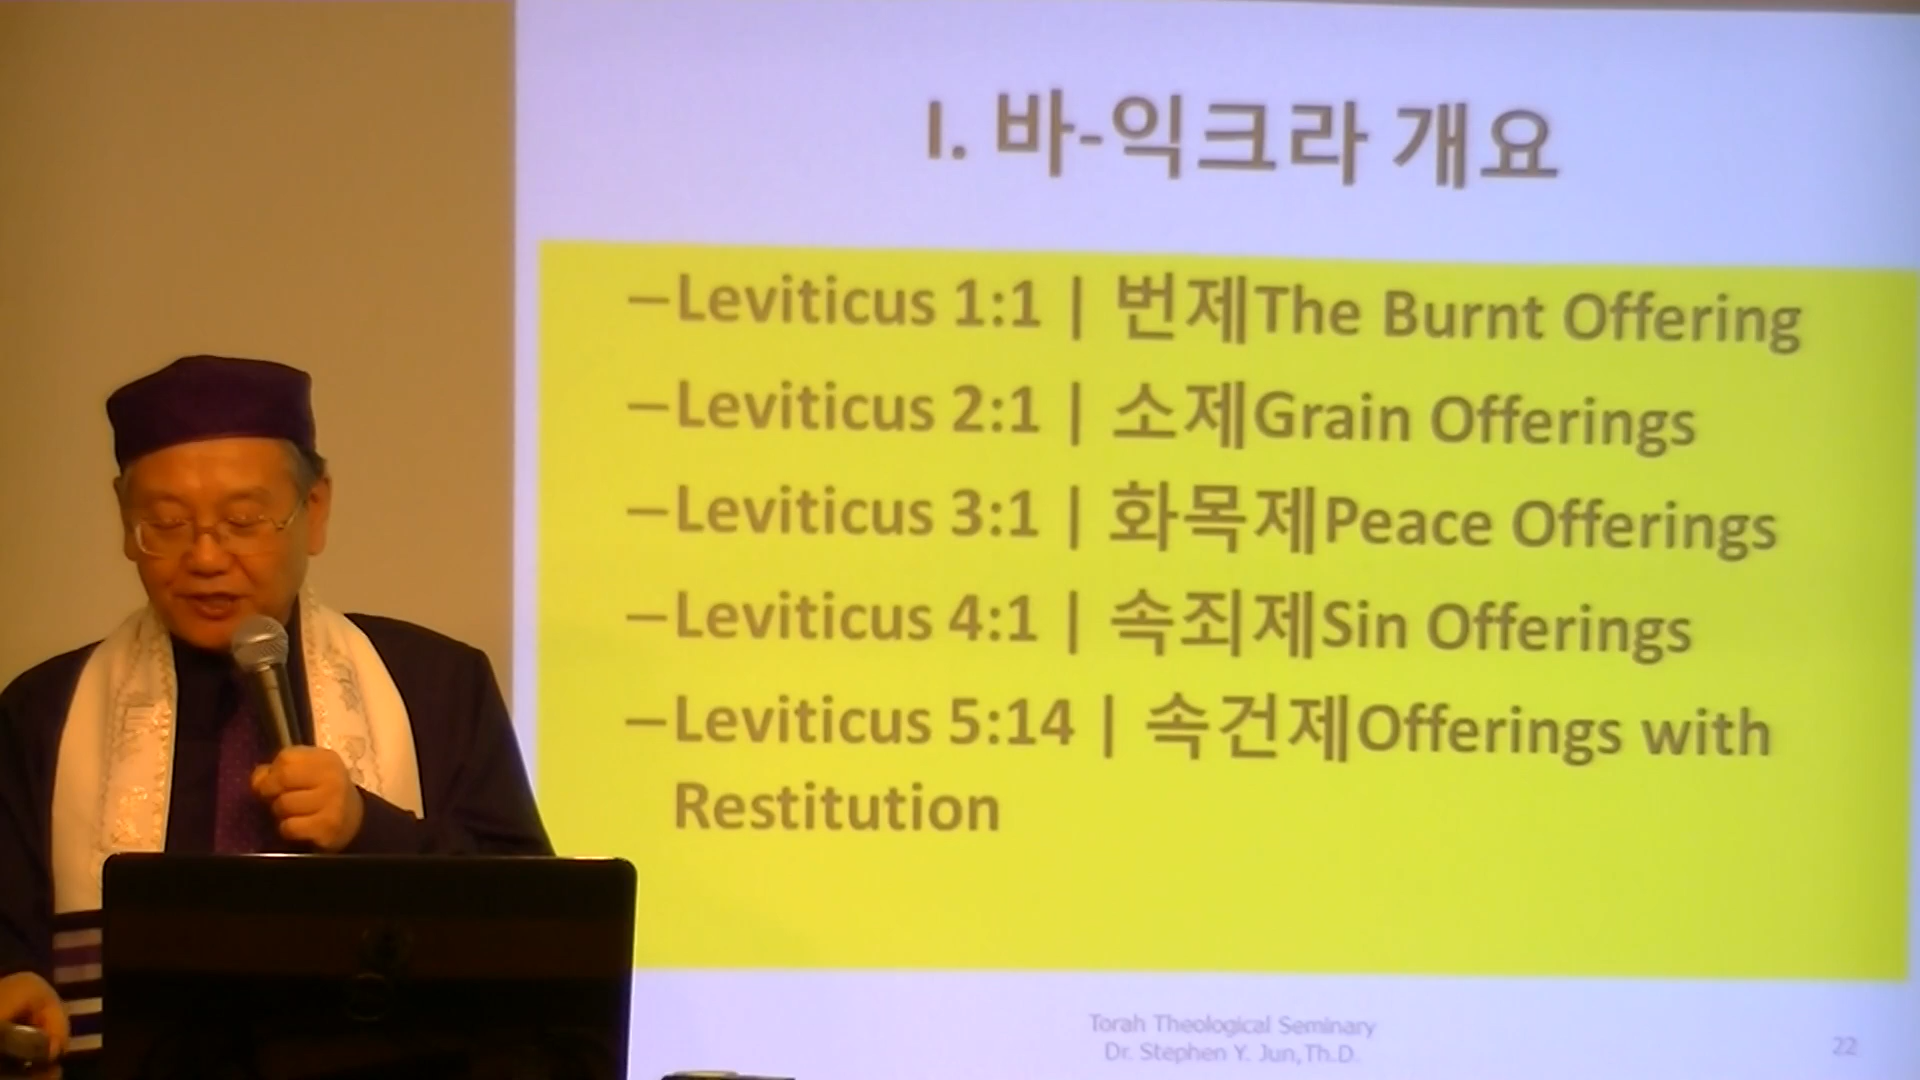 I. 바-익크라 개요
–Leviticus 1:1 | 번제The Burnt Offering
–Leviticus 2:1 | 소제Grain Offerings
–Leviticus 3:1 | 화목제Peace Offerings
–Leviticus 4:1 | 속죄제Sin Offerings
–Leviticus 5:14 | 속건제Offerings with
Restitution
Torah Theological Seminary
Dr. Stephen Y. Jun,Th.D.
22